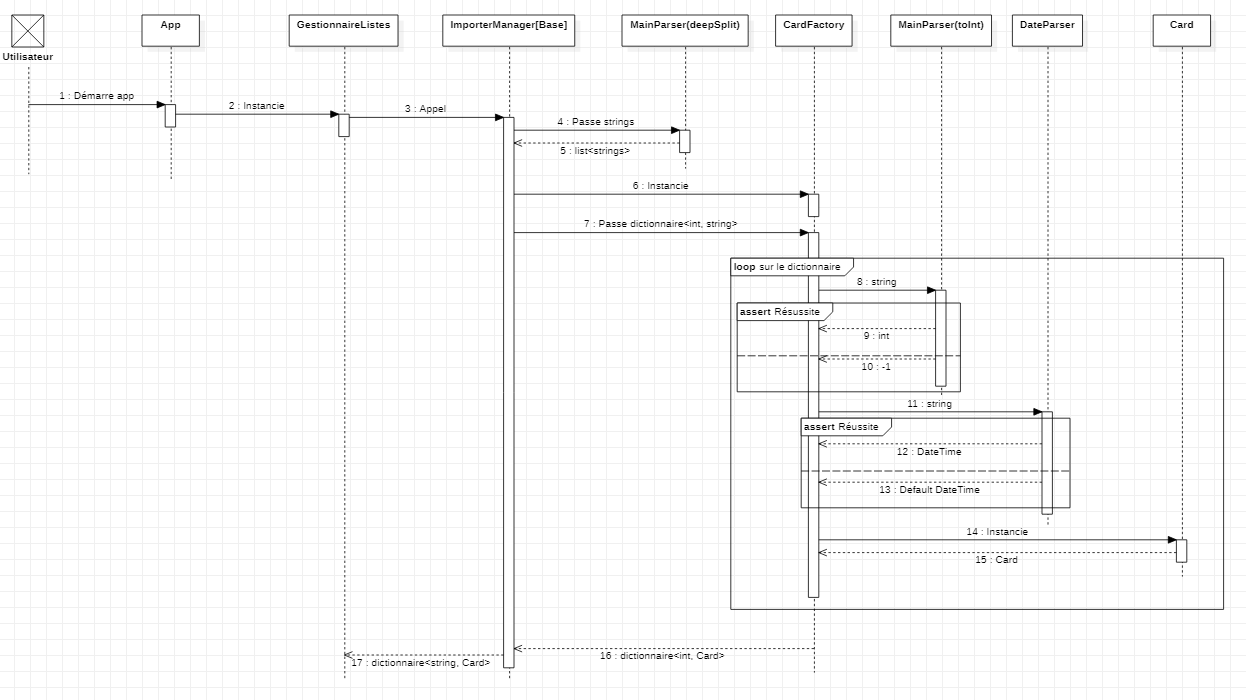 App
GestionnaireListes
ImporterManager[Base]
MainParser(deepSplit)
CardFactory
MainParser(toInt)
DateParser
Card
Utilisateur
1 : Démarre app
2 : Instancie
3 : Appel
4 : Passe strings
5 : list<strings>
6 : Instancie
7 : Passe dictionnaire<int, string>
loop sur le dictionnaire
8 : string
assert Résussite
9 : int
10 : -1
11 : string
assert Réussite
12 : DateTime
13 : Default DateTime
14 : Instancie
15 : Card
16 : dictionnaire<int, Card>
17 : dictionnaire<string, Card>